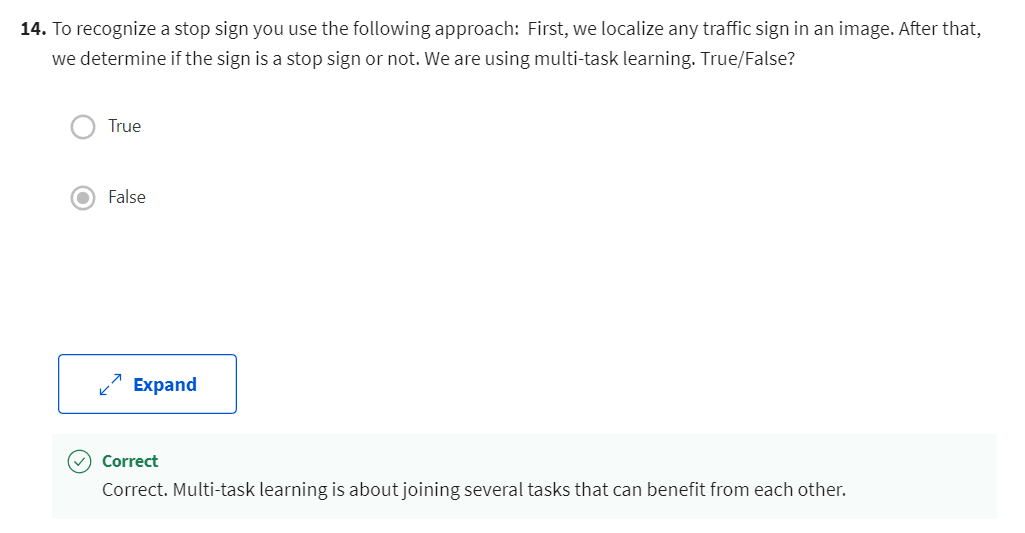 14. To recognize a stop sign you use the following approach: First, we localize any traffic sign in an image. After that,
we determine if the sign is a stop sign or not. We are using multi-task learning. True/False?
True
False
Expand
Correct
Correct. Multi-task learning is about joining several tasks that can benefit from each other.